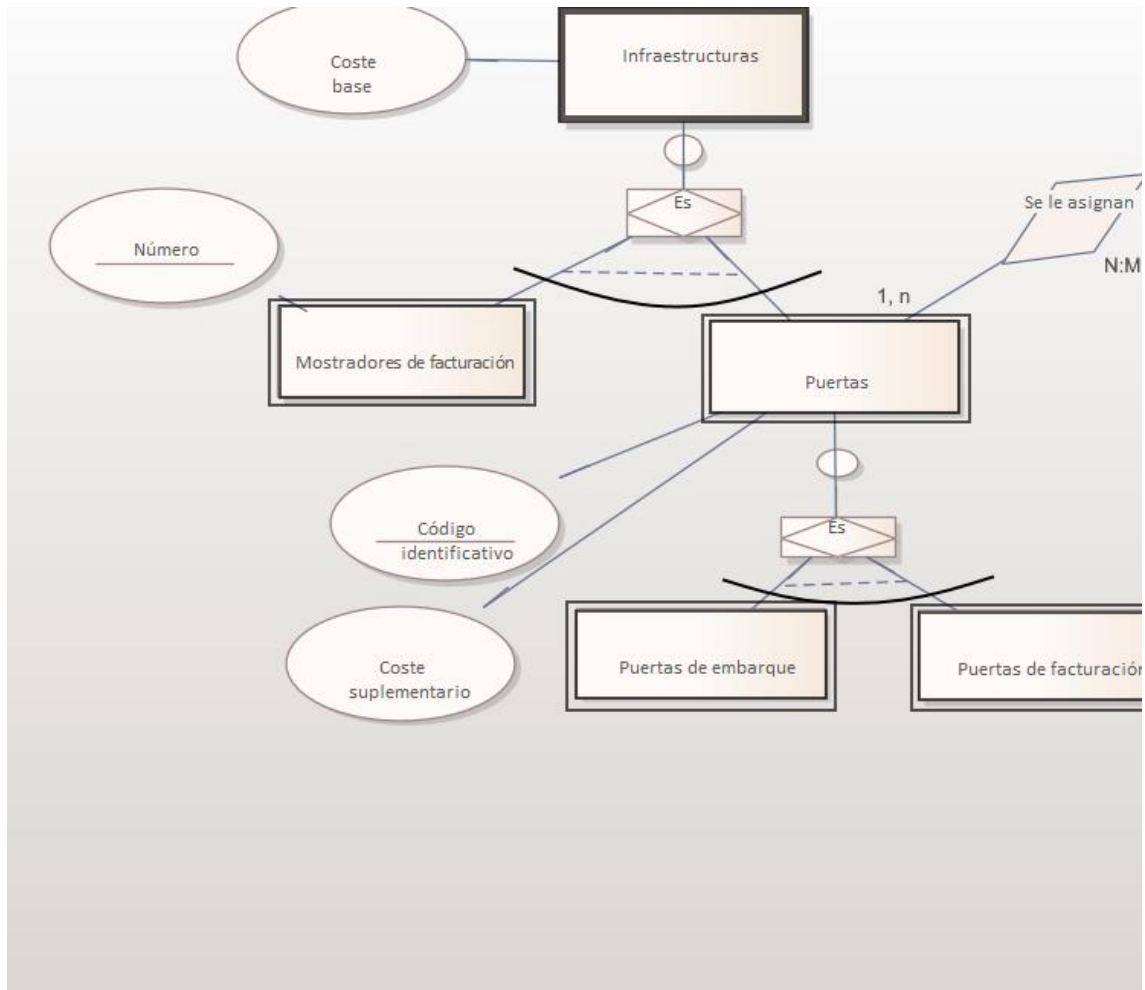 Coste
base
Infraestructuras
Es
Se le asignan
Número
N:M
1, n
Mostradores de facturación
Puertas
Código
identificativo
Es
Coste
suplementario
Puertas de embarque
Puertas de facturación